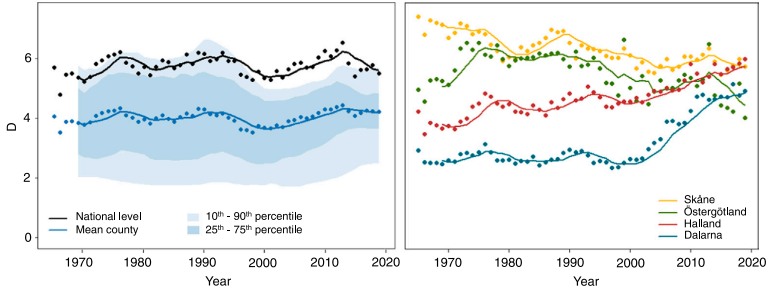 D
6
4
2
0
1970 1980 1990 2000 2010 2020
Year
National level
Mean county
10th - 90th percentile
25th - 75th percentile
1970 1980 1990 2000 2010 2020
Year
Skåne
Östergötland
Halland
Dalarna